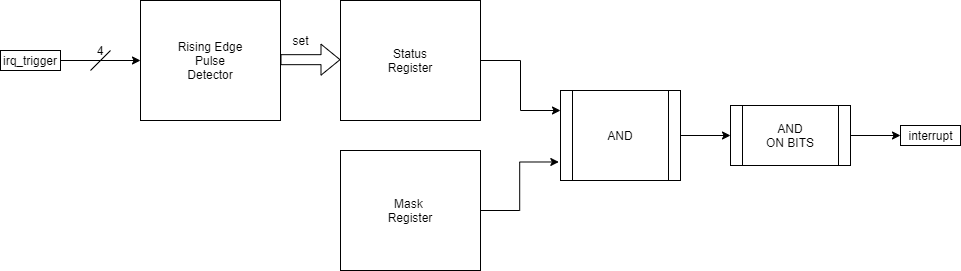 irq_trigger
4
Rising Edge
Pulse
Detector
set
Status
Register
Mask
Register
AND
AND
ON BITS
interrupt